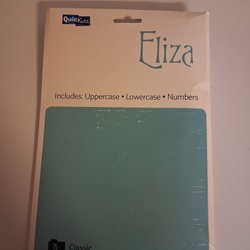 QuicKutz
Eliza
Includes: Uppercase • Lowercase • Numbers
Classic